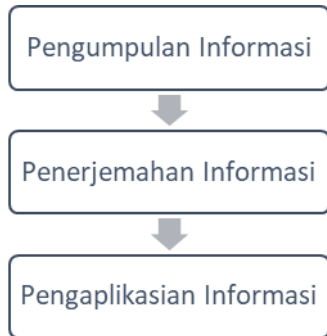 Pengumpulan Informasi
Penerjemahan Informasi
Pengaplikasian Informasi